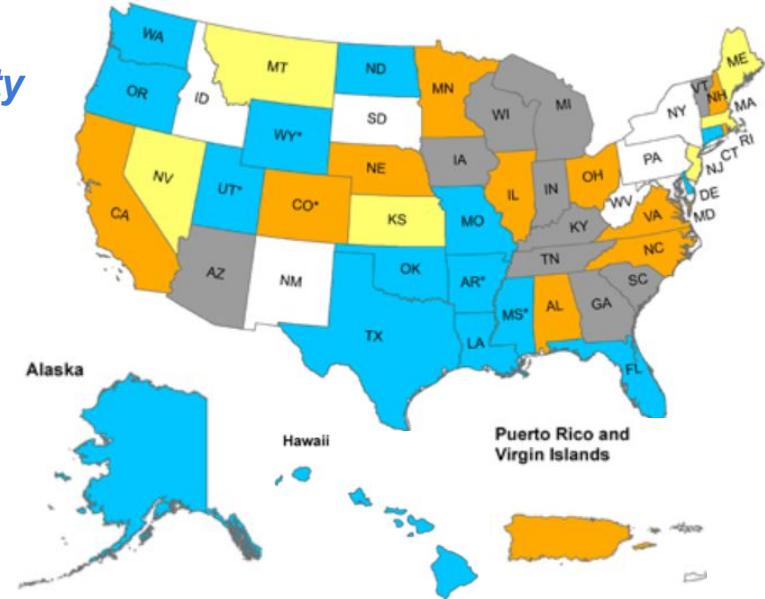 ty
WA
MT
ND
MN
ME
VT
NH
OR
ID
WI
MI
MA
NY
SD
RI
WY*
CT
PA
IA
NE
NJ
NV
IL
IN
OH
DE
UT*
WV
MD
CO*
VA
CA
KS
MO
KY
NC
TN
AZ
OK
NM
AR*
SC
AL
GA
MS*
TX
LA
FL
Alaska
Hawaii
Puerto Rico and
Virgin Islands